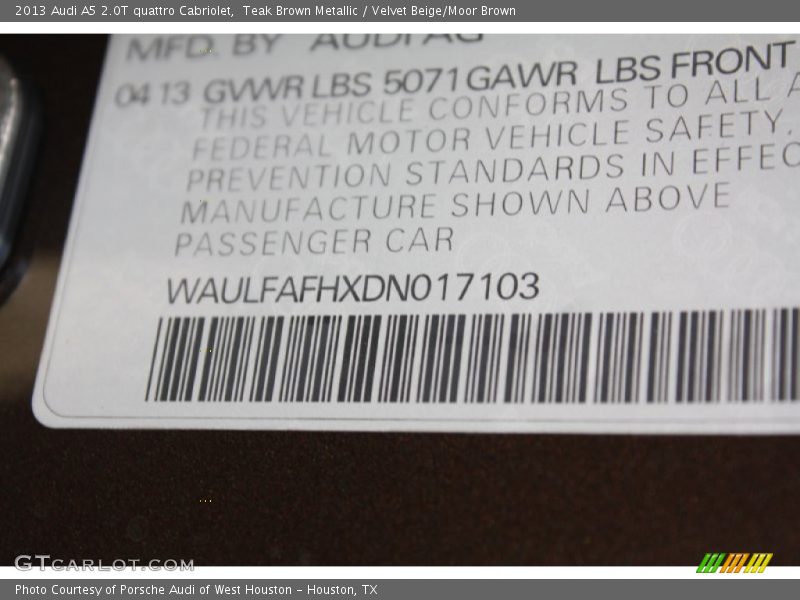 2013 Audi A5 2.0T quattro Cabriolet,  Teak Brown Metallic / Velvet Beige/Moor Brown
MFD. BY AUDI AG
04 13 GVWR LBS 5071 GAWR LBS FRONT
THIS VEHICLE CONFORMS TO ALL A
FEDERAL MOTOR VEHICLE SAFETY,
PREVENTION STANDARDS IN EFFEC
MANUFACTURE SHOWN ABOVE
PASSENGER CAR
WAULFAFHXDN017103
GTCARLOT.COM
Photo Courtesy of Porsche Audi of West Houston - Houston, TX